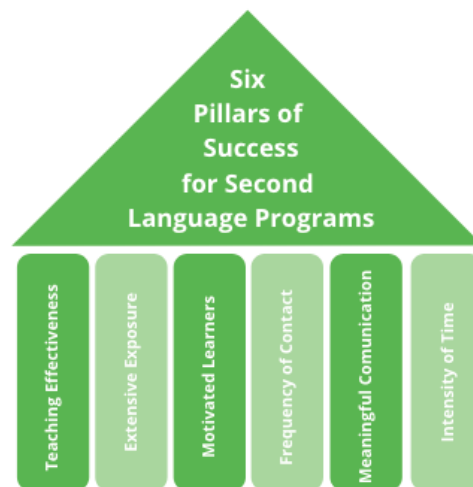 Six
Pillars of
Success
for Second
Language Programs
Teaching Effectiveness
Extensive Exposure
Motivated Learners
Frequency of Contact
Meaningful Comunication
Intensity of Time